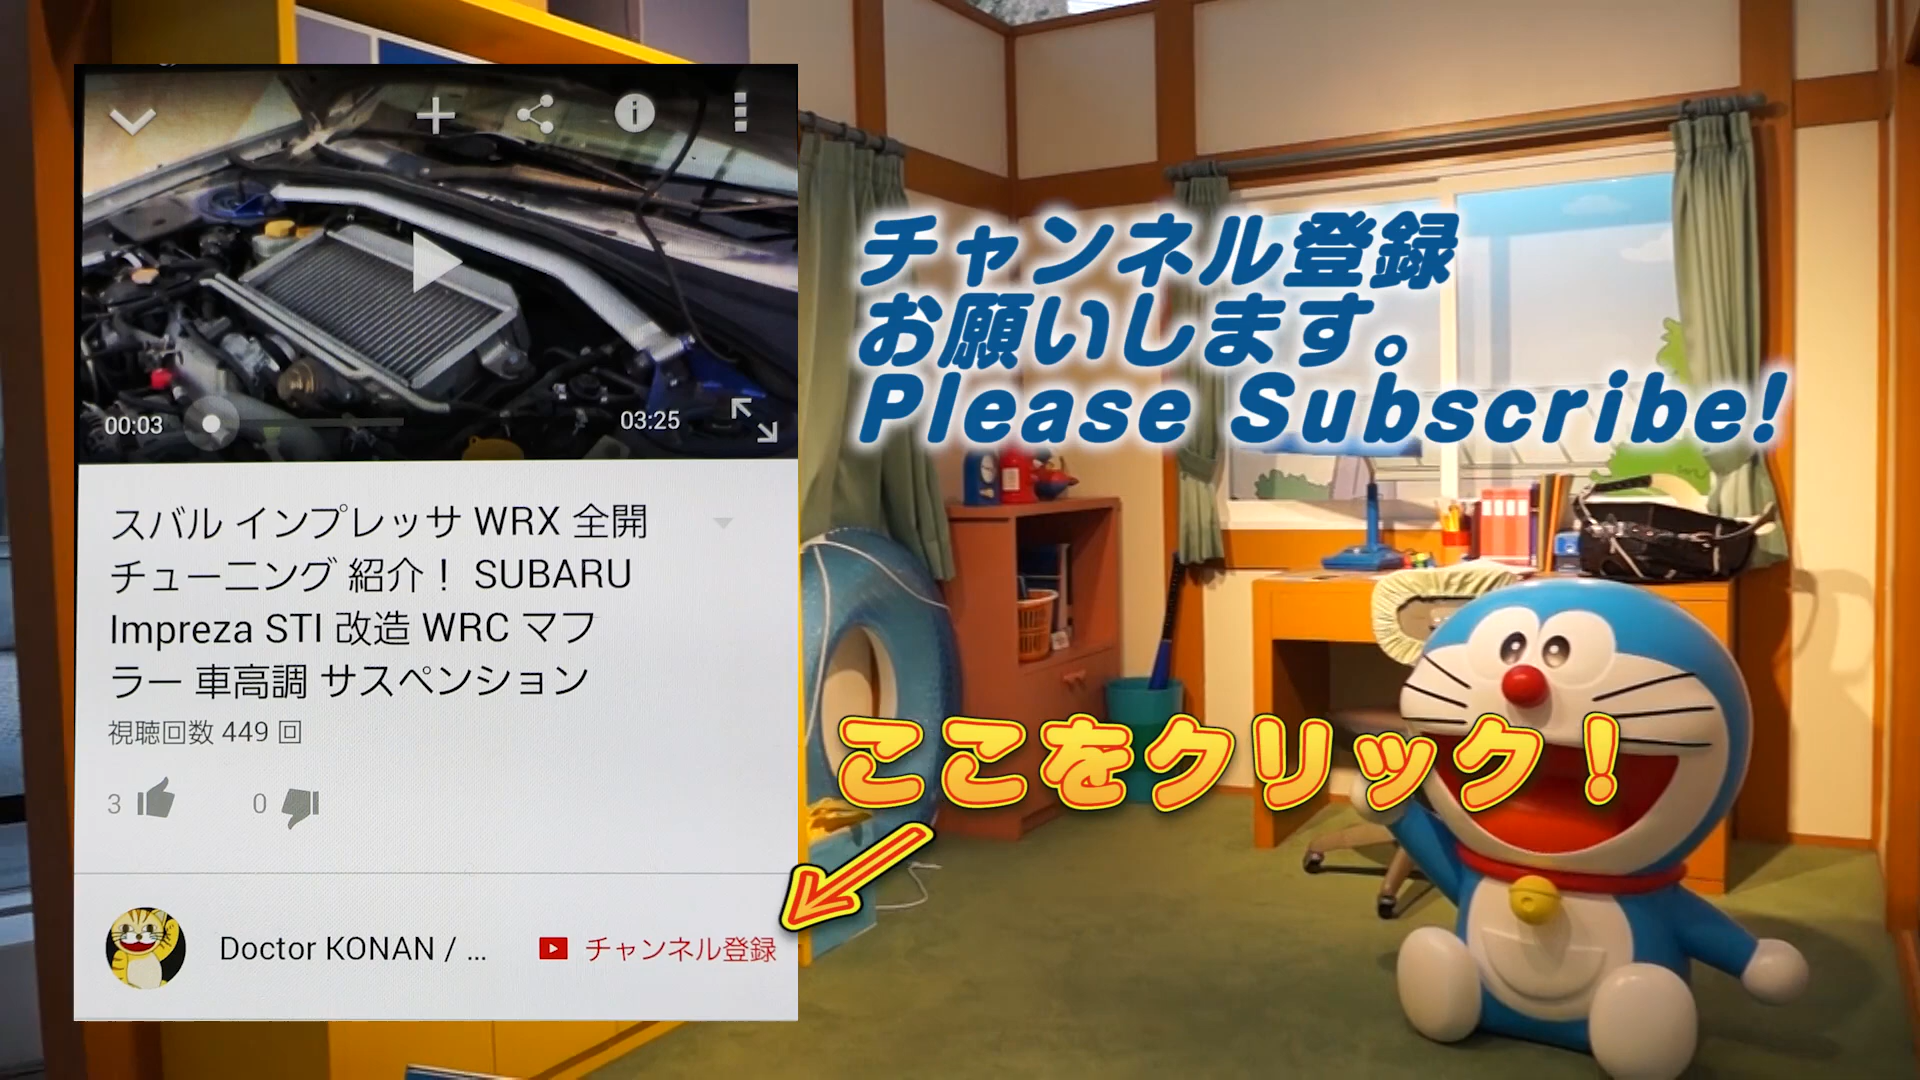 00:03
03:25
スバル インプレッサ WRX 全開
チューニング 紹介！ SUBARU
Impreza STI 改造 WRC マフ
ラー 車高調 サスペンション
視聴回数 449 回
3
0
Doctor KONAN / ...
チャンネル登録
チャンネル登録
お願いします。
Please Subscribe!
ここをクリック！